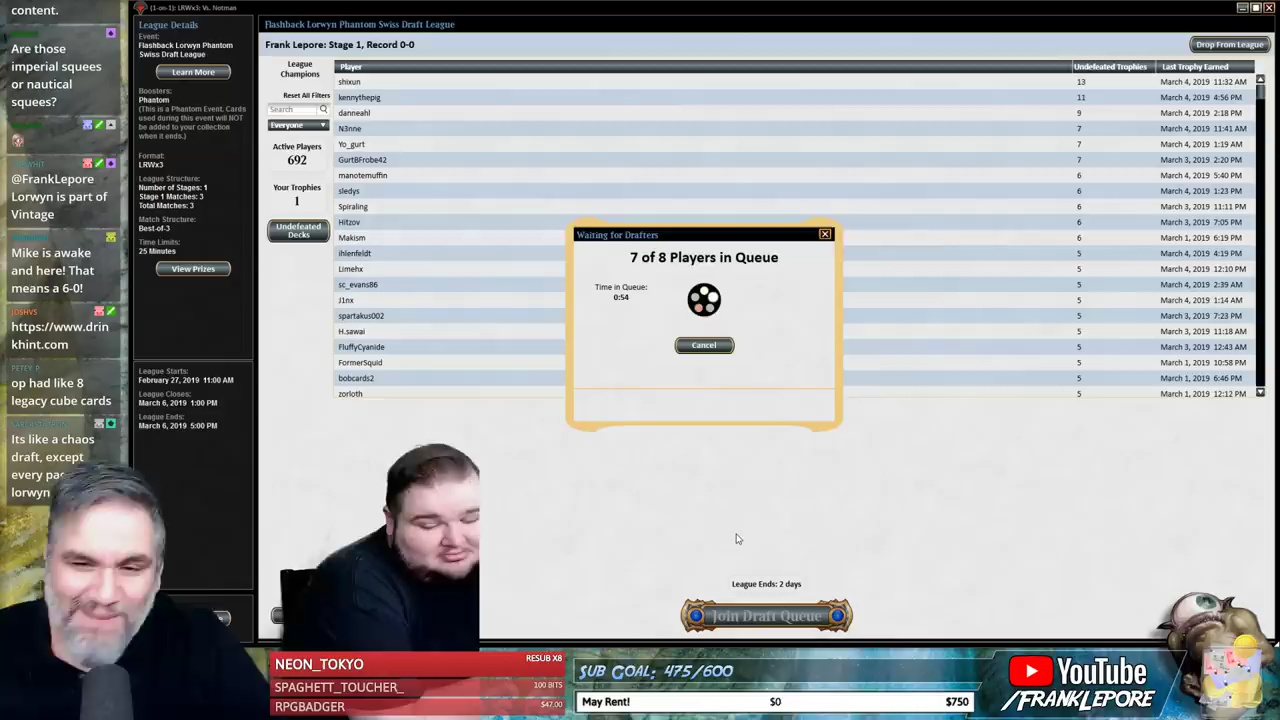 content.
Are those
imperial squees
or nautical
squees?
@FrankLepore
Lorwyn is part of
Vintage
Mike is awake
and here! That
means a 6-0!
JOSHVS
https://www.drin
khint.com
PETEY_P
op had like 8
legacy cube cards
Its like a chaos
draft, except
every pac
lorwyn
(1-on-1): LRWx3; Vs. Notman
League Details
Event:
Flashback Lorwyn Phantom
Swiss Draft League
Learn More
Boosters:
Phantom
(This is a Phantom Event. Cards
used during this event will NOT
be added to your collection
when it ends.)
Format:
LRWx3
League Structure:
Number of Stages: 1
Stage 1 Matches: 3
Total Matches: 3
Match Structure:
Best-of-3
Time Limits:
25 Minutes
View Prizes
League Starts:
February 27, 2019 11:00 AM
League Closes:
March 6, 2019 1:00 PM
League Ends:
March 6, 2019 5:00 PM
Flashback Lorwyn Phantom Swiss Draft League
Frank Lepore: Stage 1, Record 0-0
Drop From League
League
Champions
Reset All Filters
Search
Everyone
Active Players
692
Your Trophies
1
Undefeated
Decks
Player Undefeated Trophies Last Trophy Earned
shixun 13 March 4, 2019 11:32 AM
kennythepig 11 March 4, 2019 4:56 PM
danneahl 9 March 4, 2019 2:18 PM
N3nne 7 March 4, 2019 11:41 AM
Yo_gurt 7 March 4, 2019 1:19 AM
GurtBFrobe42 7 March 3, 2019 2:20 PM
manotemuffin 6 March 4, 2019 5:40 PM
sledys 6 March 4, 2019 1:23 PM
Spiraling 6 March 3, 2019 11:11 PM
Hitzov 6 March 3, 2019 7:05 PM
Makism 6 March 1, 2019 6:19 PM
ihlenfeldt 5 March 4, 2019 4:19 PM
Limehx 5 March 4, 2019 12:10 PM
sc_evans86 5 March 4, 2019 2:39 AM
J1nx 5 March 4, 2019 1:14 AM
spartakus002 5 March 3, 2019 7:23 PM
H.sawai 5 March 3, 2019 11:18 AM
FluffyCyanide 5 March 3, 2019 12:43 AM
FormerSquid 5 March 1, 2019 10:58 PM
bobcards2 5 March 1, 2019 6:46 PM
zorloth 5 March 1, 2019 12:12 PM
Waiting for Drafters
7 of 8 Players in Queue
Time in Queue:
0:54
Cancel
League Ends: 2 days
Join Draft Queue
NEON_TOKYO RESUB X8
SPAGHETT_TOUCHER_ 100 BITS
RPGBADGER $47.00
SUB GOAL: 475/600
May Rent! $0 $750
YouTube
/FRANKLEPORE